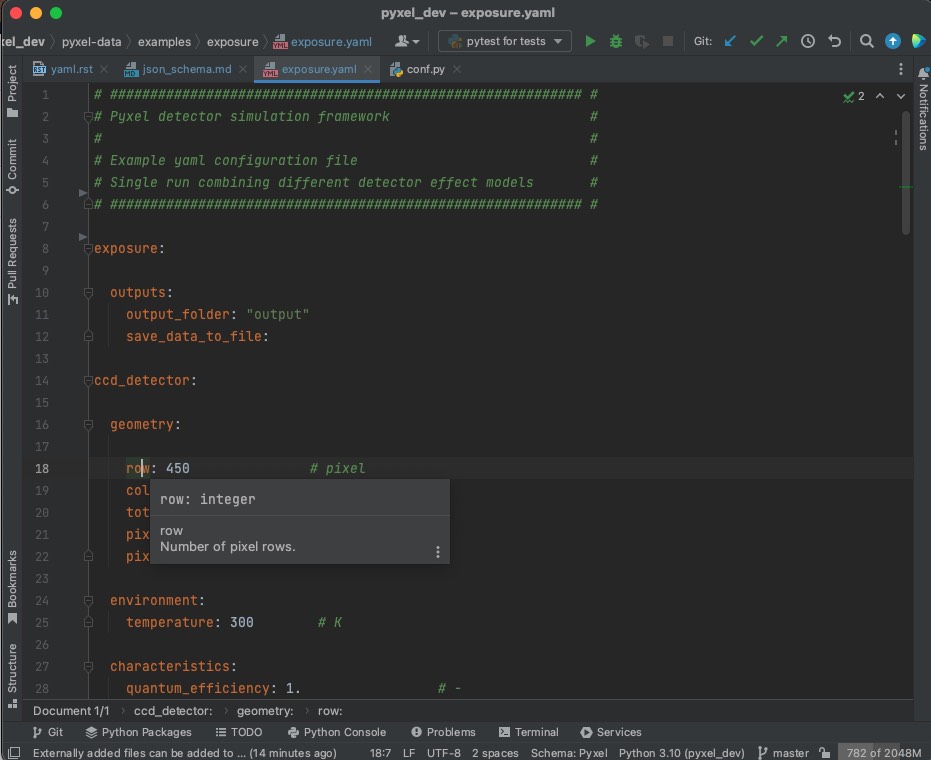 pyxel_dev – exposure.yaml
xel_dev pyxel-data examples exposure exposure.yaml pytest for tests Git:
yaml.rst json_schema.md exposure.yaml conf.py
Project
Commit
Pull Requests
Bookmarks
Structure
Notifications
2
1 # ########################################################### #
2 # Pyxel detector simulation framework #
3 # #
4 # Example yaml configuration file #
5 # Single run combining different detector effect models #
6 # ########################################################### #
7
8 exposure:
9
10 outputs:
11 output_folder: "output"
12 save_data_to_file:
13
14 ccd_detector:
15
16 geometry:
17
18 row: 450 # pixel
19 col
20 tot
21 pix
22 pix
row: integer
row
Number of pixel rows.
23
24 environment:
25 temperature: 300 # K
26
27 characteristics:
28 quantum_efficiency: 1. # -
Document 1/1 ccd_detector: geometry: row:
Git Python Packages TODO Python Console Problems Terminal Services
Externally added files can be added to ... (14 minutes ago) 18:7 LF UTF-8 2 spaces Schema: Pyxel Python 3.10 (pyxel_dev) master 782 of 2048M